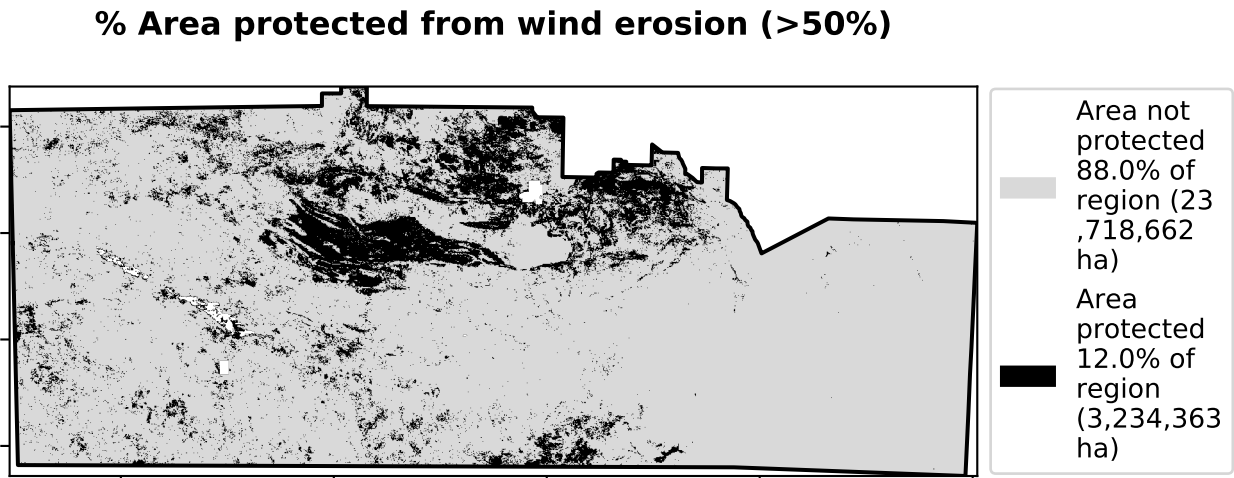 % Area protected from wind erosion (>50%)
Area not
protected
88.0% of
region (23
,718,662
ha)
Area
protected
12.0% of
region
(3,234,363
ha)